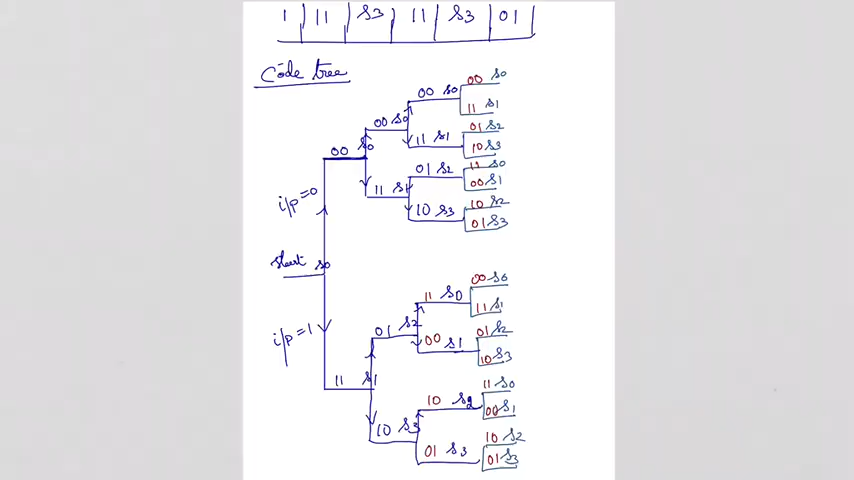 1 11 S3 11 S3 01
Code tree
00 S0
00 S0
11 S1
00 S0
01 S2
00 S0
10 S3
11 S1
01 S2
11 S0
00 S1
11 S1
10 S3
10 S2
01 S3
i/p=0
start S0
i/p=1
00 S0
11 S0
11 S1
01 S2
01 S2
00 S1
10 S3
11 S1
11 S0
10 S2
00 S1
10 S3
10 S2
01 S3
01 S3